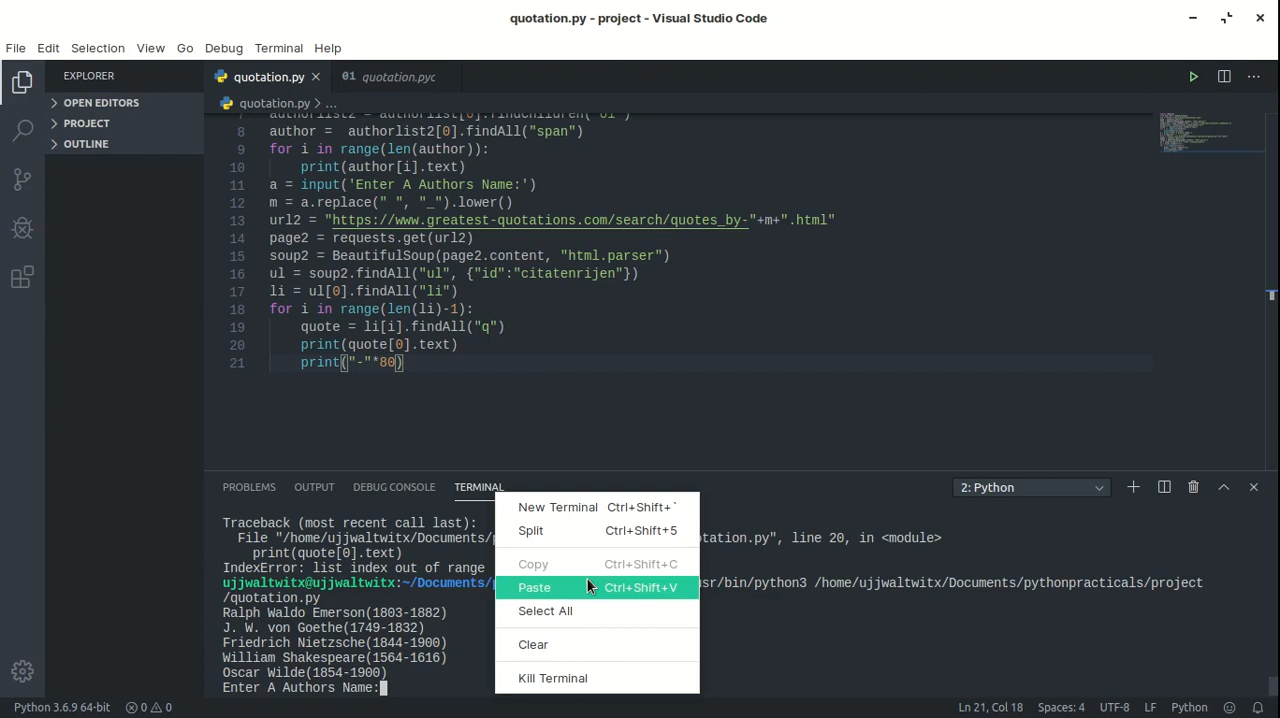 quotation.py - project - Visual Studio Code
File Edit Selection View Go Debug Terminal Help
EXPLORER
OPEN EDITORS
PROJECT
OUTLINE
quotation.py
01 quotation.pyc
quotation.py > ...
8 author =  authorlist2[0].findAll("span")
9 for i in range(len(author)):
10     print(author[i].text)
11 a = input('Enter A Authors Name:')
12 m = a.replace(" ", "_").lower()
13 url2 = "https://www.greatest-quotations.com/search/quotes_by-"+m+".html"
14 page2 = requests.get(url2)
15 soup2 = BeautifulSoup(page2.content, "html.parser")
16 ul = soup2.findAll("ul", {"id":"citatenrijen"})
17 li = ul[0].findAll("li")
18 for i in range(len(li)-1):
19     quote = li[i].findAll("q")
20     print(quote[0].text)
21     print("-"*80)
PROBLEMS OUTPUT DEBUG CONSOLE TERMINAL
2: Python
Traceback (most recent call last):
  File "/home/ujjwaltwitx/Documents/ otation.py", line 20, in <module>
    print(quote[0].text)
IndexError: list index out of range
ujjwaltwitx@ujjwaltwitx:~/Documents/ sr/bin/python3 /home/ujjwaltwitx/Documents/pythonpracticals/project
/quotation.py
Ralph Waldo Emerson(1803-1882)
J. W. von Goethe(1749-1832)
Friedrich Nietzsche(1844-1900)
William Shakespeare(1564-1616)
Oscar Wilde(1854-1900)
Enter A Authors Name:
New Terminal Ctrl+Shift+`
Split Ctrl+Shift+5
Copy Ctrl+Shift+C
Paste Ctrl+Shift+V
Select All
Clear
Kill Terminal
Python 3.6.9 64-bit 0 0 Ln 21, Col 18 Spaces: 4 UTF-8 LF Python